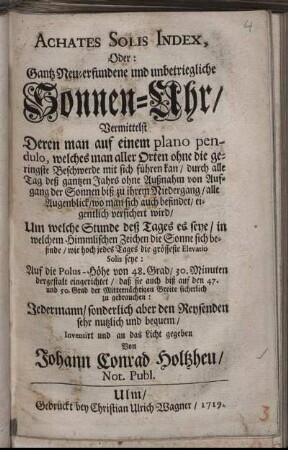 4
ACHATES SOLIS INDEX,
Oder:
Gantz Neu-erfundene und unbetriegliche
Sonnen-Uhr/
Vermittelst
Deren man auf einem plano pen-
dulo, welches man aller Orten ohne die ge-
ringste Beschwerde mit sich führen kan/ durch alle
Tag deß gantzen Jahrs ohne Außnahm von Auf-
gang der Sonnen biß zu ihrem Nidergang/ alle
Augenblick/ wo man sich auch befindet/ ei-
gentlich versichert wird/
Um welche Stunde deß Tages es seye/ in
welchem Himmlischen Zeichen die Sonne sich be-
finde/ wie hoch jedes Tages die grösseste Elevatio
Solis seye:
Auf die Polus-Höhe von 48. Grad/ 30. Minuten
dergestalt eingerichtet/ daß sie auch biß auf den 47.
und 50. Grad der Mitternächtigen Breite sicherlich
zu gebrauchen:
Jedermann/ sonderlich aber den Reysenden
sehr nutzlich und bequem/
Inventirt und an das Licht gegeben
Von
Johann Conrad Holtzheu/
Not. Publ.
Ulm/
Gedruckt bey Christian Ulrich Wagner/ 1719.
3